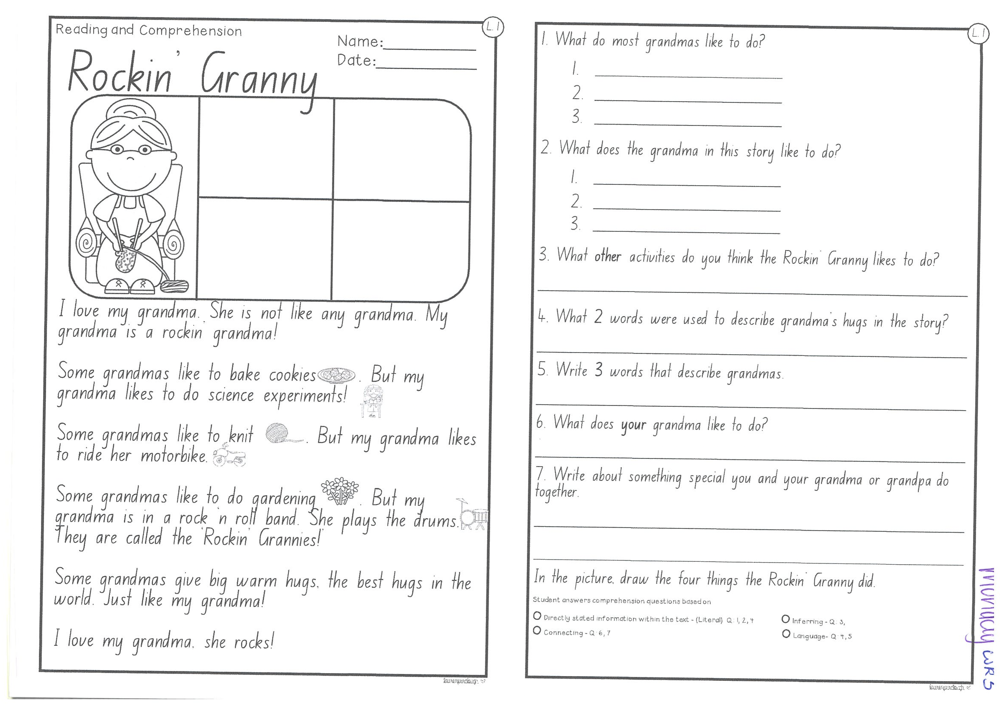 Reading and Comprehension
L.1
Name:
Date:
Rockin' Granny
I love my grandma. She is not like any grandma. My
grandma is a rockin' grandma!
Some grandmas like to bake cookies. But my
grandma likes to do science experiments!
Some grandmas like to knit. But my grandma likes
to ride her motorbike.
Some grandmas like to do gardening. But my
grandma is in a rock 'n roll band. She plays the drums.
They are called the 'Rockin' Grannies!'
Some grandmas give big warm hugs, the best hugs in the
world. Just like my grandma!
I love my grandma, she rocks!
L.1
1. What do most grandmas like to do?
1.
2.
3.
2. What does the grandma in this story like to do?
1.
2.
3.
3. What other activities do you think the Rockin' Granny likes to do?
4. What 2 words were used to describe grandma's hugs in the story?
5. Write 3 words that describe grandmas.
6. What does your grandma like to do?
7. Write about something special you and your grandma or grandpa do
together.
In the picture, draw the four things the Rockin' Granny did.
Student answers comprehension questions based on
Directly stated information within the text - (Literal) Q: 1, 2, 4
Inferring - Q: 3,
Connecting - Q: 6, 7
Language - Q: 4, 5
Monday WR 5